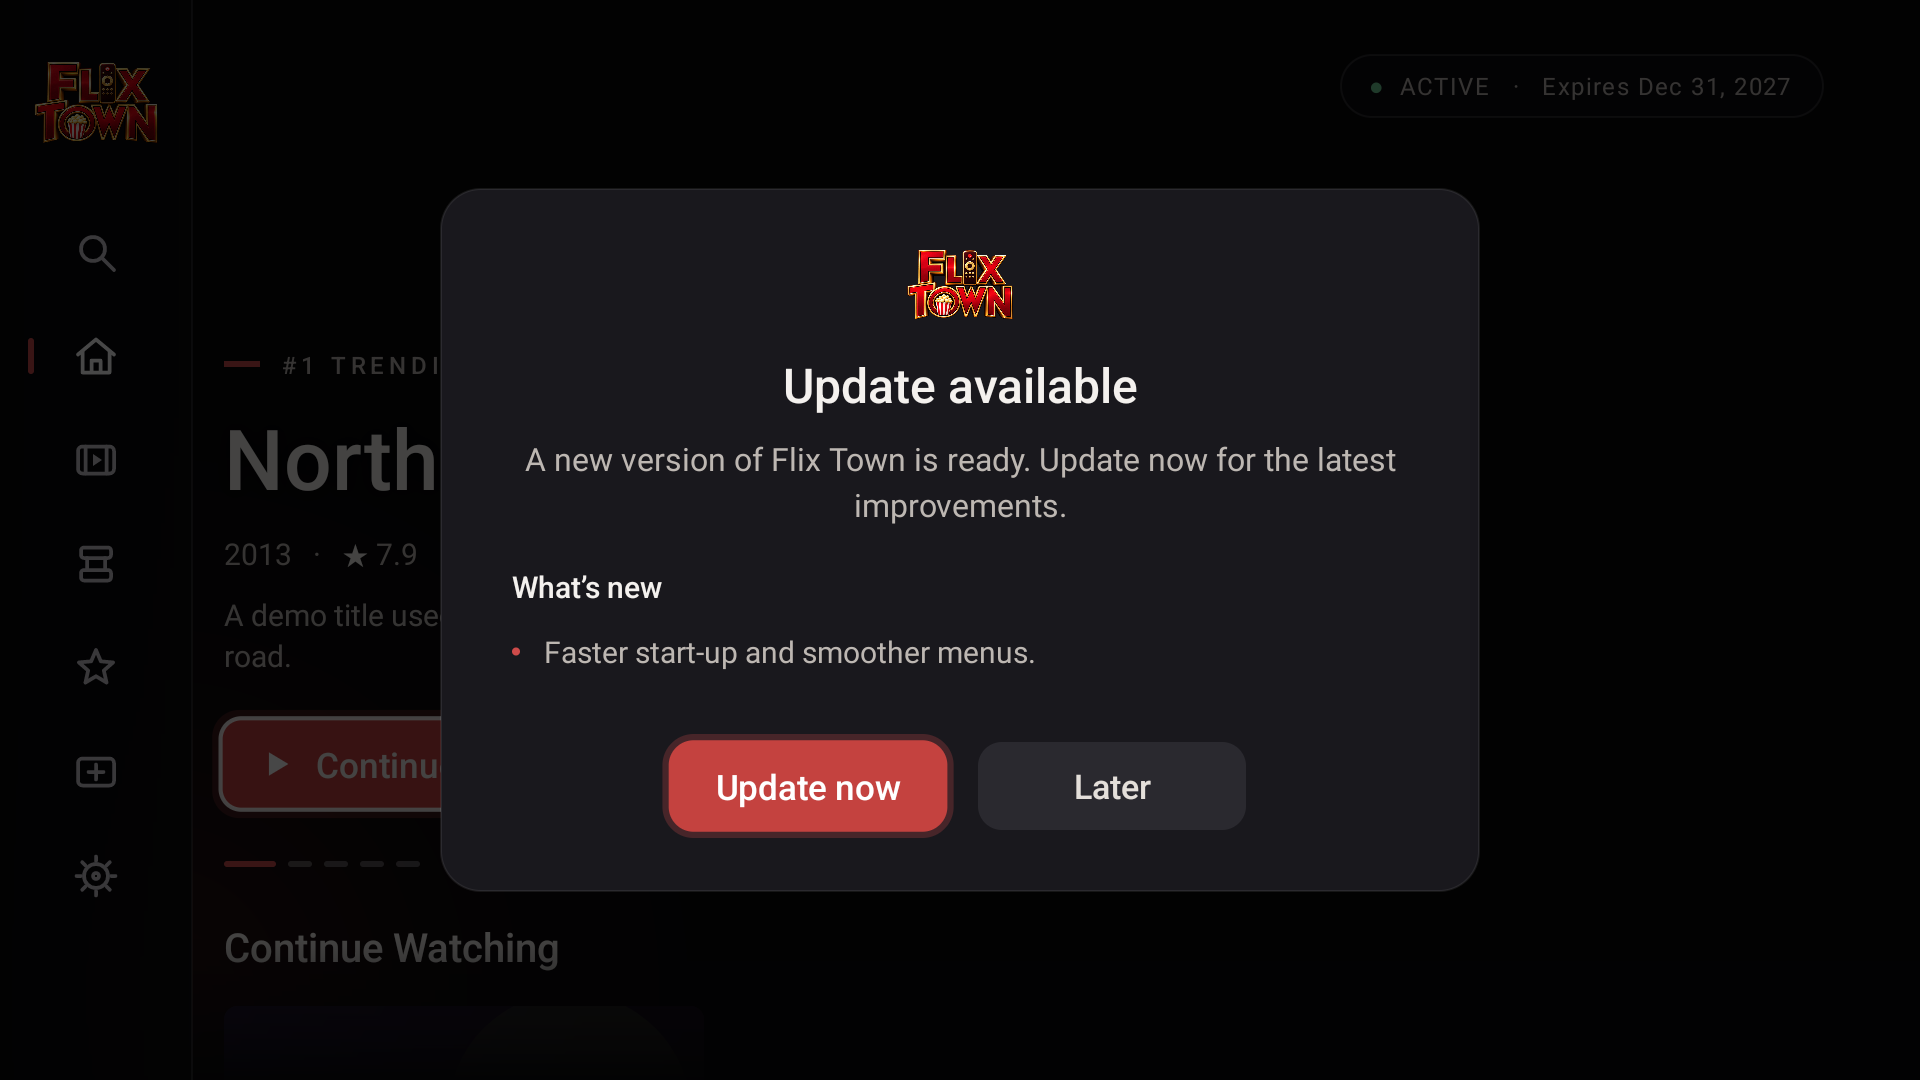 FLIX
TOWN
ACTIVE · Expires Dec 31, 2027
FLIX
TOWN
#1 TRENDI
Update available
North
A new version of Flix Town is ready. Update now for the latest
improvements.
2013 · ★ 7.9
What’s new
A demo title use
road.
• Faster start-up and smoother menus.
Continu
Update now
Later
Continue Watching